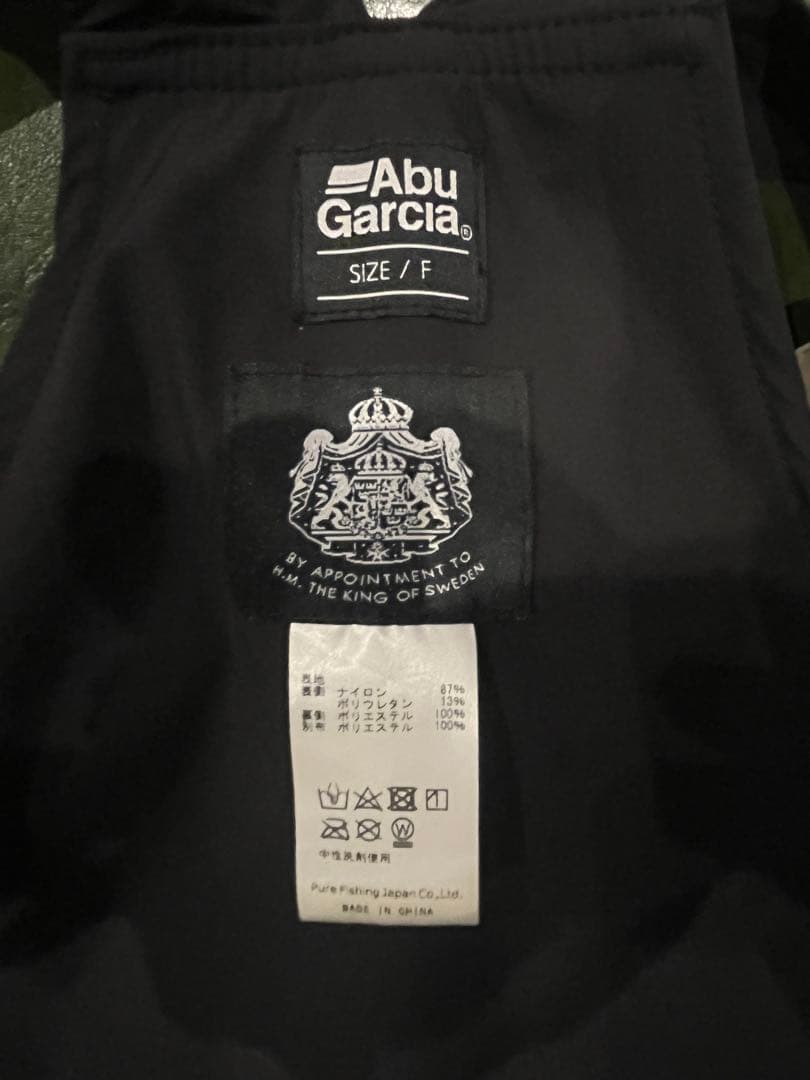 Abu
Garcia®
SIZE / F
BY APPOINTMENT TO
H.M. THE KING OF SWEDEN
表地
表側 ナイロン 87%
ポリウレタン 13%
裏側 ポリエステル 100%
別布 ポリエステル 100%
W
中性洗剤使用
Pure Fishing Japan Co.,Ltd.
MADE IN CHINA